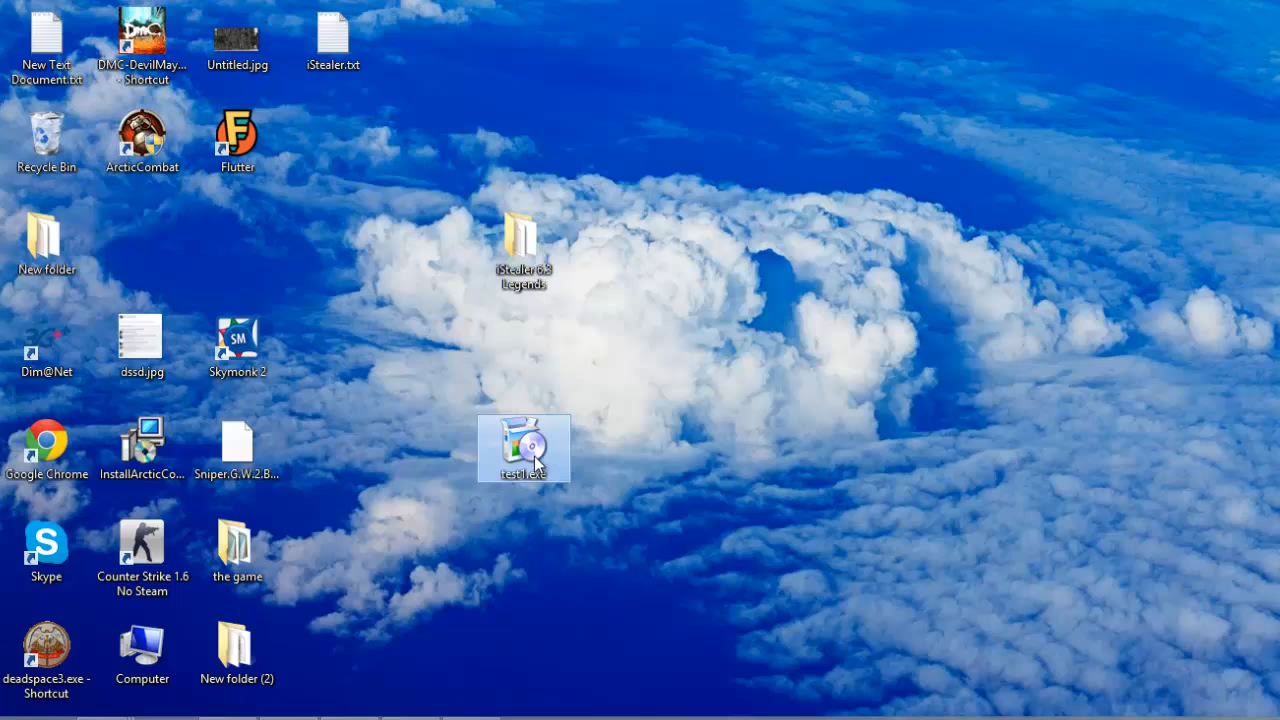 New Text
Document.txt
DMC-DevilMay...
- Shortcut
Untitled.jpg
iStealer.txt
Recycle Bin
ArcticCombat
Flutter
New folder
iStealer 6.3
Legends
Dim@Net
dssd.jpg
SM
Skymonk 2
Google Chrome
InstallArcticCo...
Sniper.G.W.2.B...
test1.exe
Skype
Counter Strike 1.6
No Steam
the game
deadspace3.exe -
Shortcut
Computer
New folder (2)